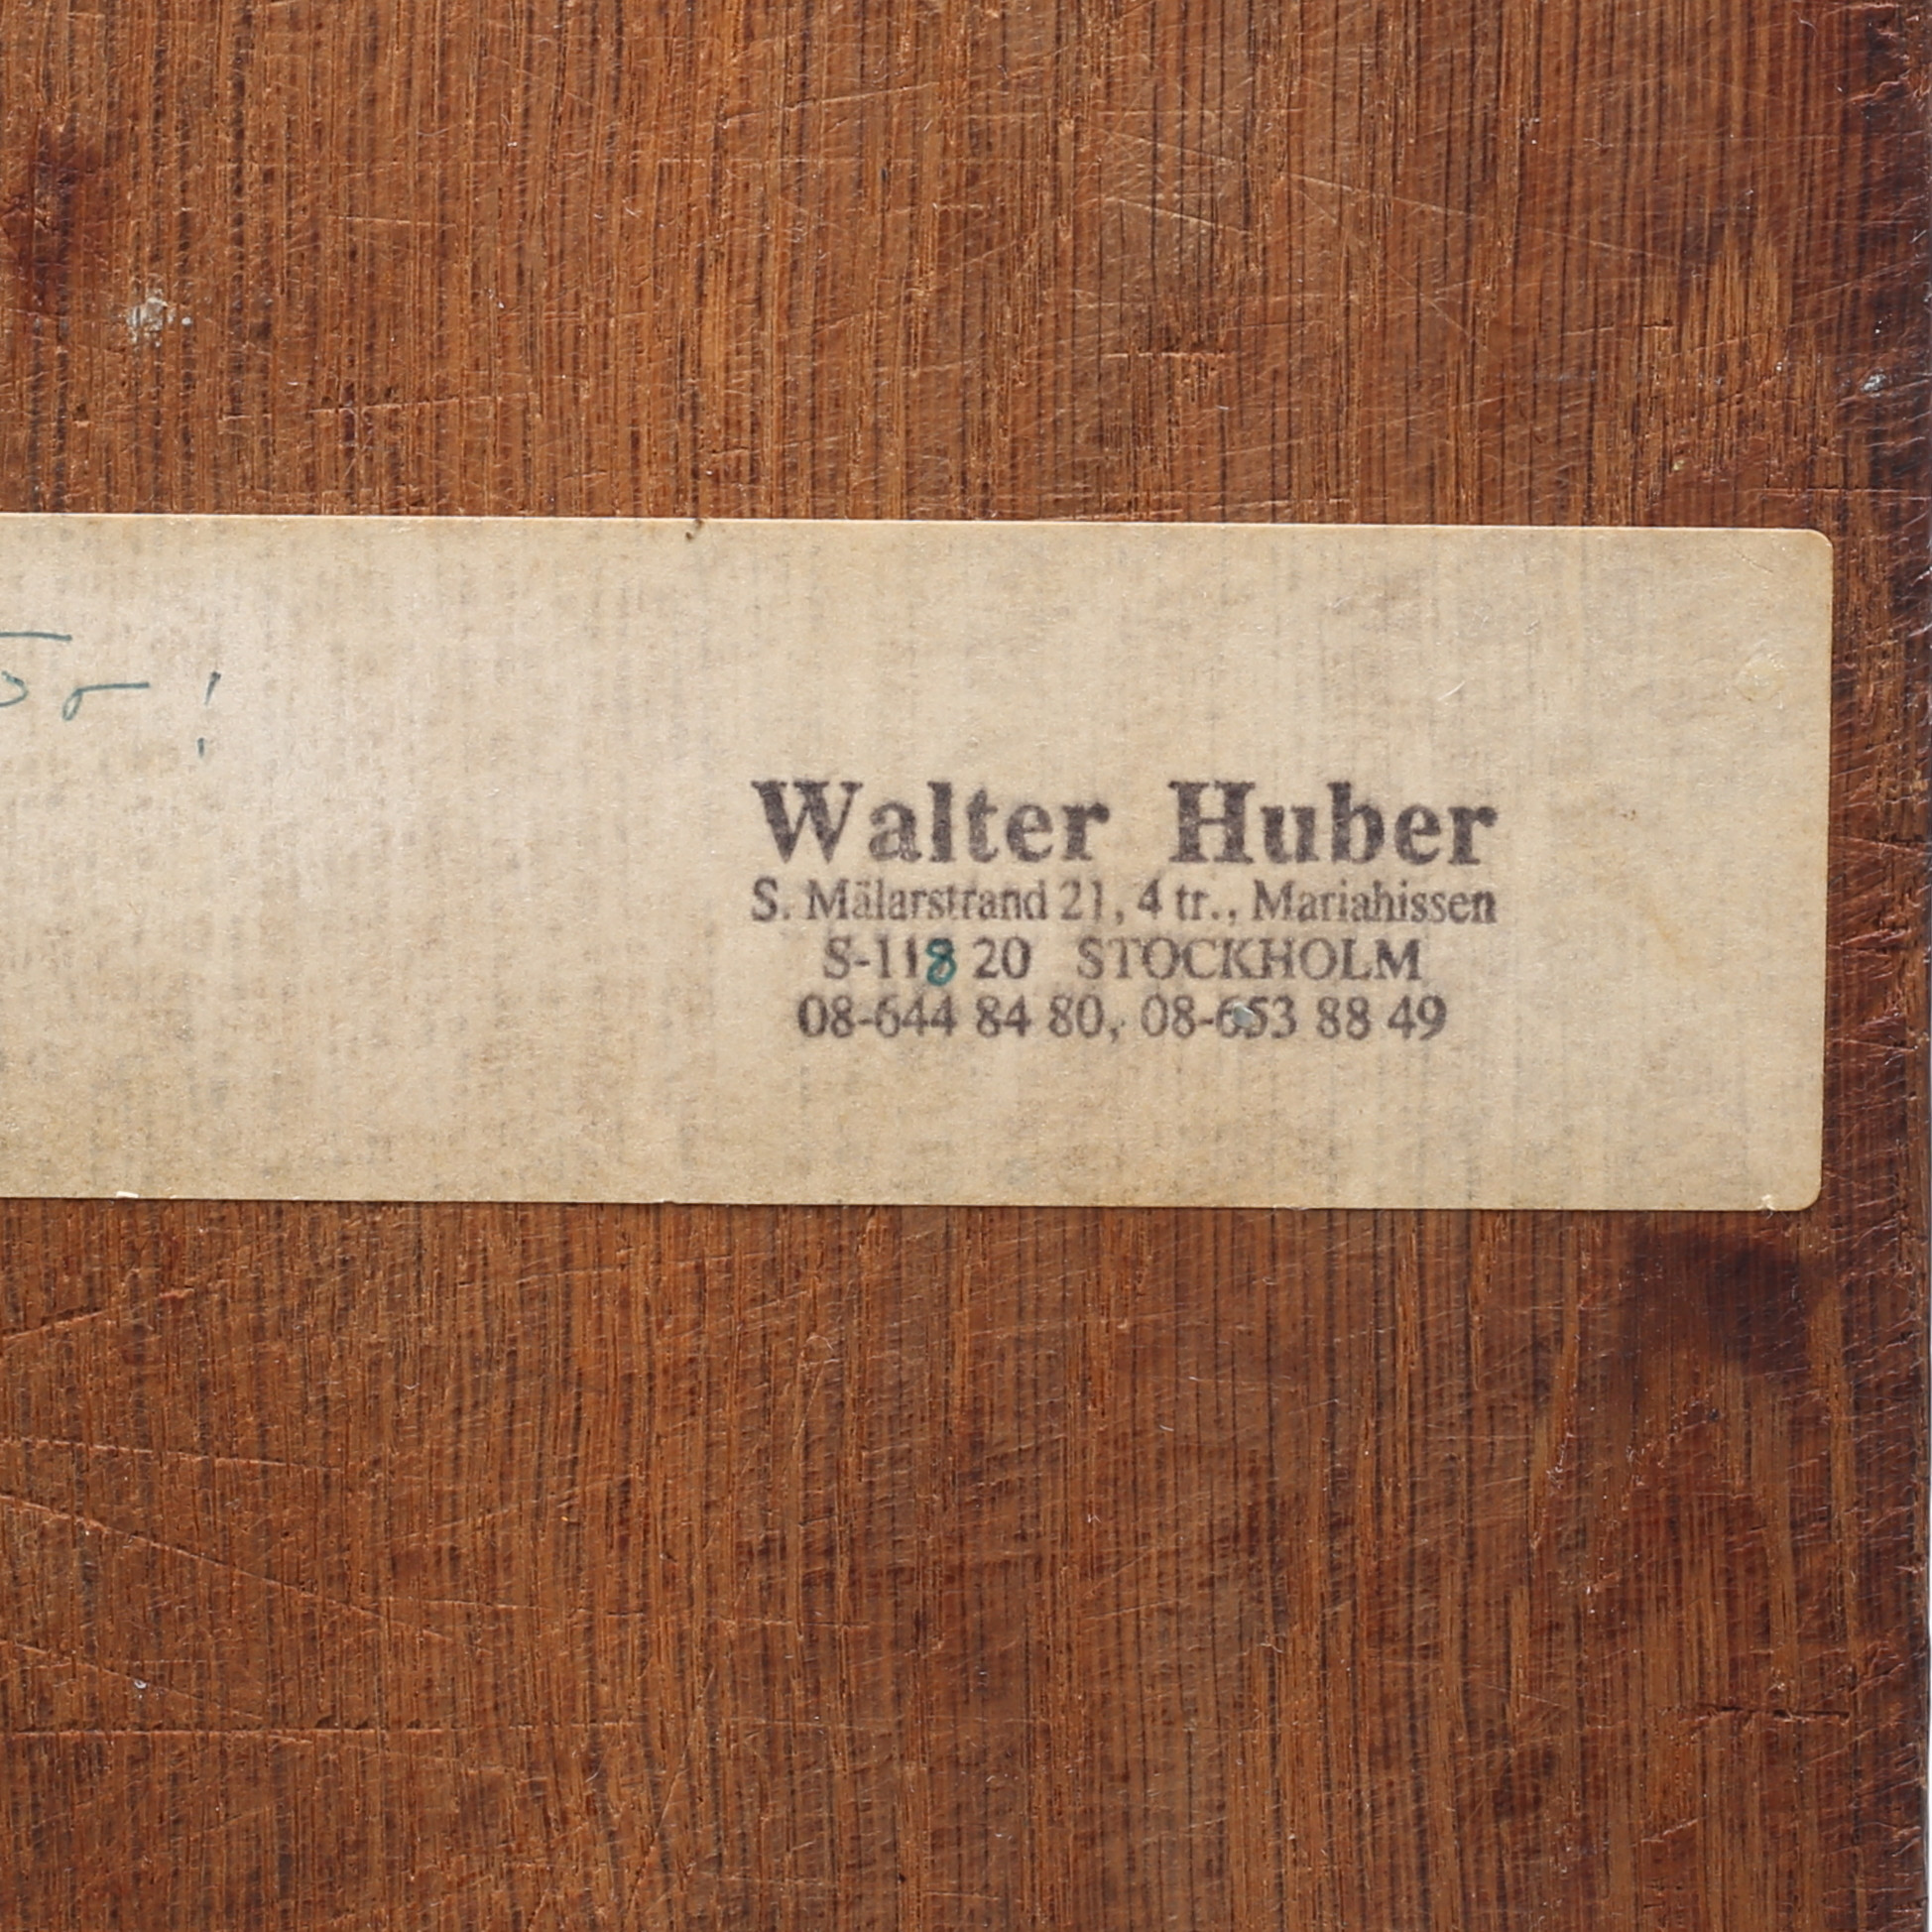 Walter Huber
S. Mälarstrand 21, 4 tr., Mariahissen
S-118 20 STOCKHOLM
08-644 84 80, 08-653 88 49